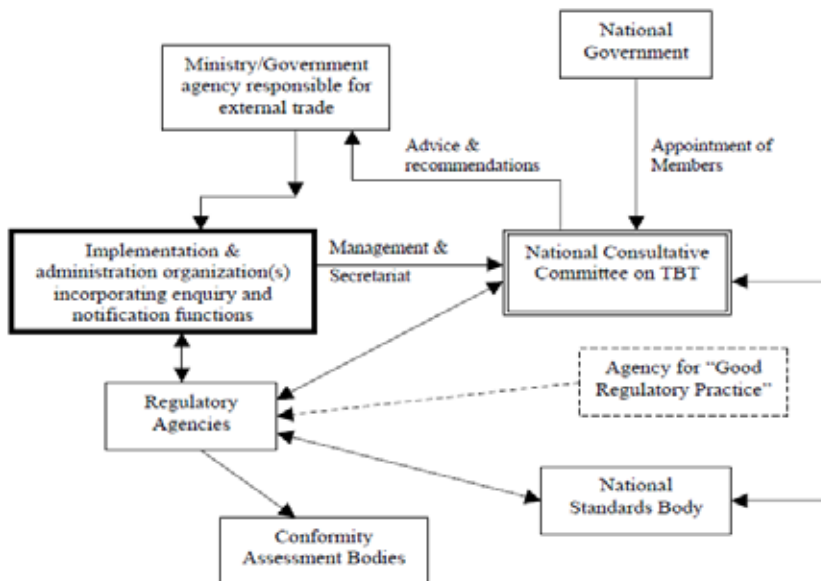 National
Government
Ministry/Government
agency responsible for
external trade
Advice &
recommendations
Appointment of
Members
Implementation &
administration organization(s)
incorporating enquiry and
notification functions
Management &
Secretariat
National Consultative
Committee on TBT
Agency for “Good
Regulatory Practice”
Regulatory
Agencies
National
Standards Body
Conformity
Assessment Bodies